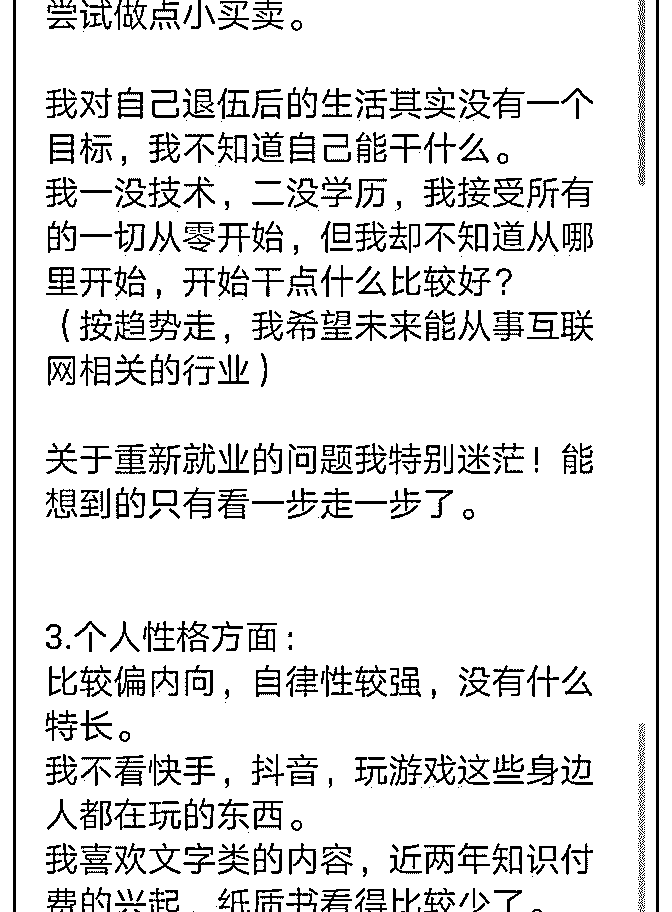 尝试做点小买卖。
我对自己退伍后的生活其实没有一个
目标，我不知道自己能干什么。
我一没技术，二没学历，我接受所有
的一切从零开始，但我却不知道从哪
里开始，开始干点什么比较好？
（按趋势走，我希望未来能从事互联
网相关的行业）
关于重新就业的问题我特别迷茫！能
想到的只有看一步走一步了。
3.个人性格方面：
比较偏内向，自律性较强，没有什么
特长。
我不看快手，抖音，玩游戏这些身边
人都在玩的东西。
我喜欢文字类的内容，近两年知识付
费的兴起，纸质书看得比较少了。